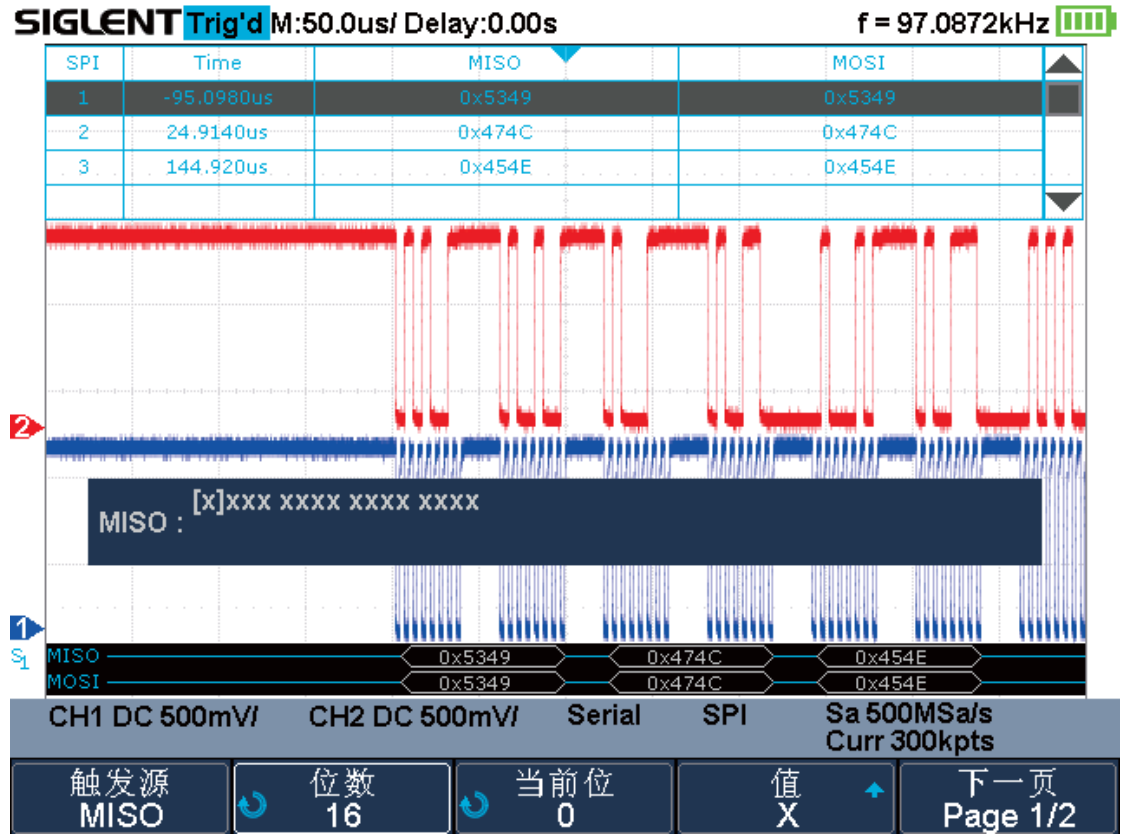 SIGLENT Trig'd M:50.0us/ Delay:0.00s f = 97.0872kHz
SPI Time MISO MOSI
1 -95.0980us 0x5349 0x5349
2 24.9140us 0x474C 0x474C
3 144.920us 0x454E 0x454E
2
MISO : [x]xxx xxxx xxxx xxxx
1
S1 MISO 0x5349 0x474C 0x454E
MOSI 0x5349 0x474C 0x454E
CH1 DC 500mV/ CH2 DC 500mV/ Serial SPI Sa 500MSa/s
Curr 300kpts
触发源 位数 当前位 值 下一页
MISO 16 0 X Page 1/2